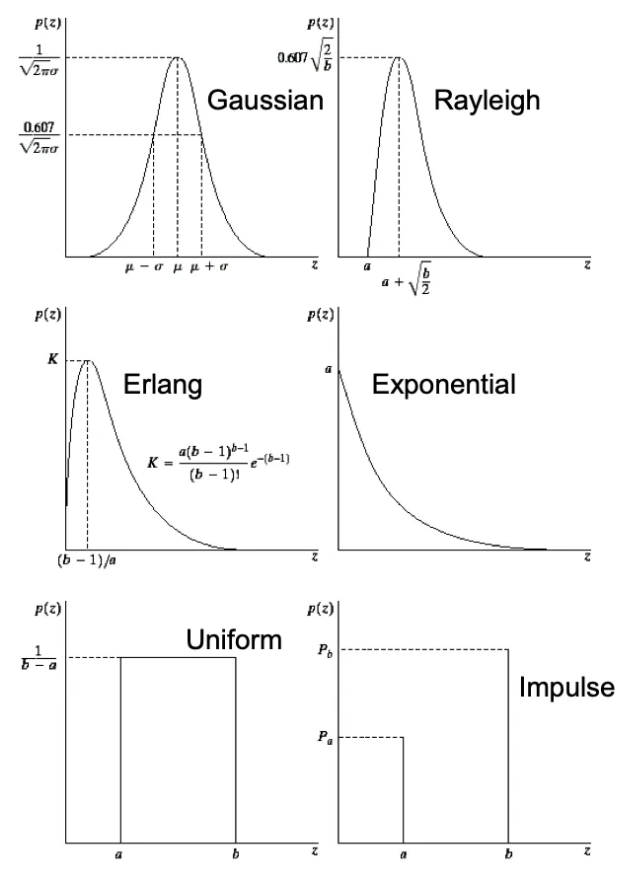 p(z)
1
√2πσ
0.607
√2πσ
Gaussian
μ − σ μ μ + σ z
p(z)
0.607 √2/b
Rayleigh
a z
a + √b/2
p(z)
K
Erlang
K = a(b − 1)^b−1 / (b − 1)! e^−(b−1)
(b − 1)/a z
p(z)
a
Exponential
z
p(z)
1
b − a
Uniform
a b z
p(z)
P_b
Impulse
P_a
a b z